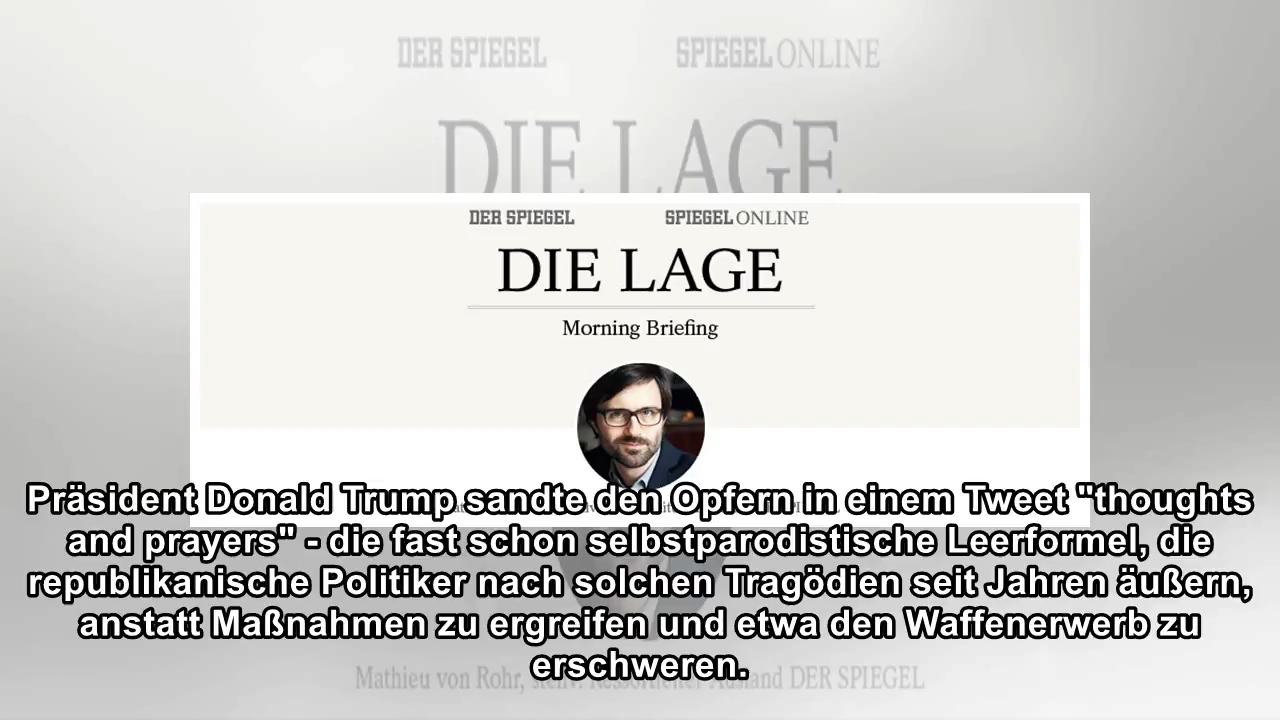 DER SPIEGEL SPIEGEL ONLINE
DIE LAGE
DER SPIEGEL SPIEGEL ONLINE
DIE LAGE
Morning Briefing
Präsident Donald Trump sandte den Opfern in einem Tweet "thoughts
and prayers" - die fast schon selbstparodistische Leerformel, die
republikanische Politiker nach solchen Tragödien seit Jahren äußern,
anstatt Maßnahmen zu ergreifen und etwa den Waffenerwerb zu
erschweren.
Mathieu von Rohr, DER SPIEGEL